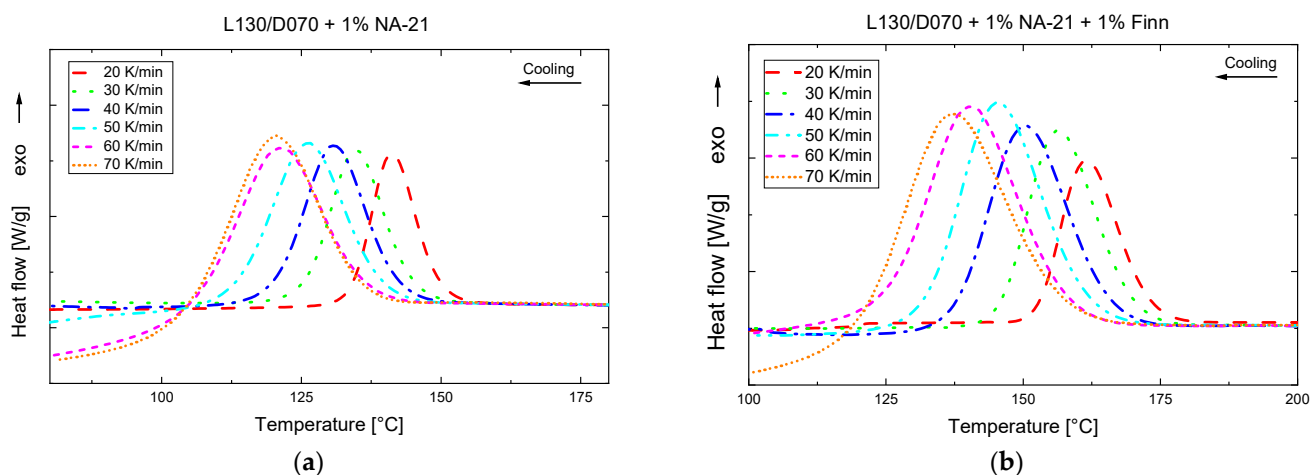 L130/D070 + 1% NA-21
20 K/min
30 K/min
40 K/min
50 K/min
60 K/min
70 K/min
Cooling
exo
Heat flow [W/g]
100
125
150
175
Temperature [°C]
(a)
L130/D070 + 1% NA-21 + 1% Finn
20 K/min
30 K/min
40 K/min
50 K/min
60 K/min
70 K/min
Cooling
exo
Heat flow [W/g]
100
125
150
175
200
Temperature [°C]
(b)